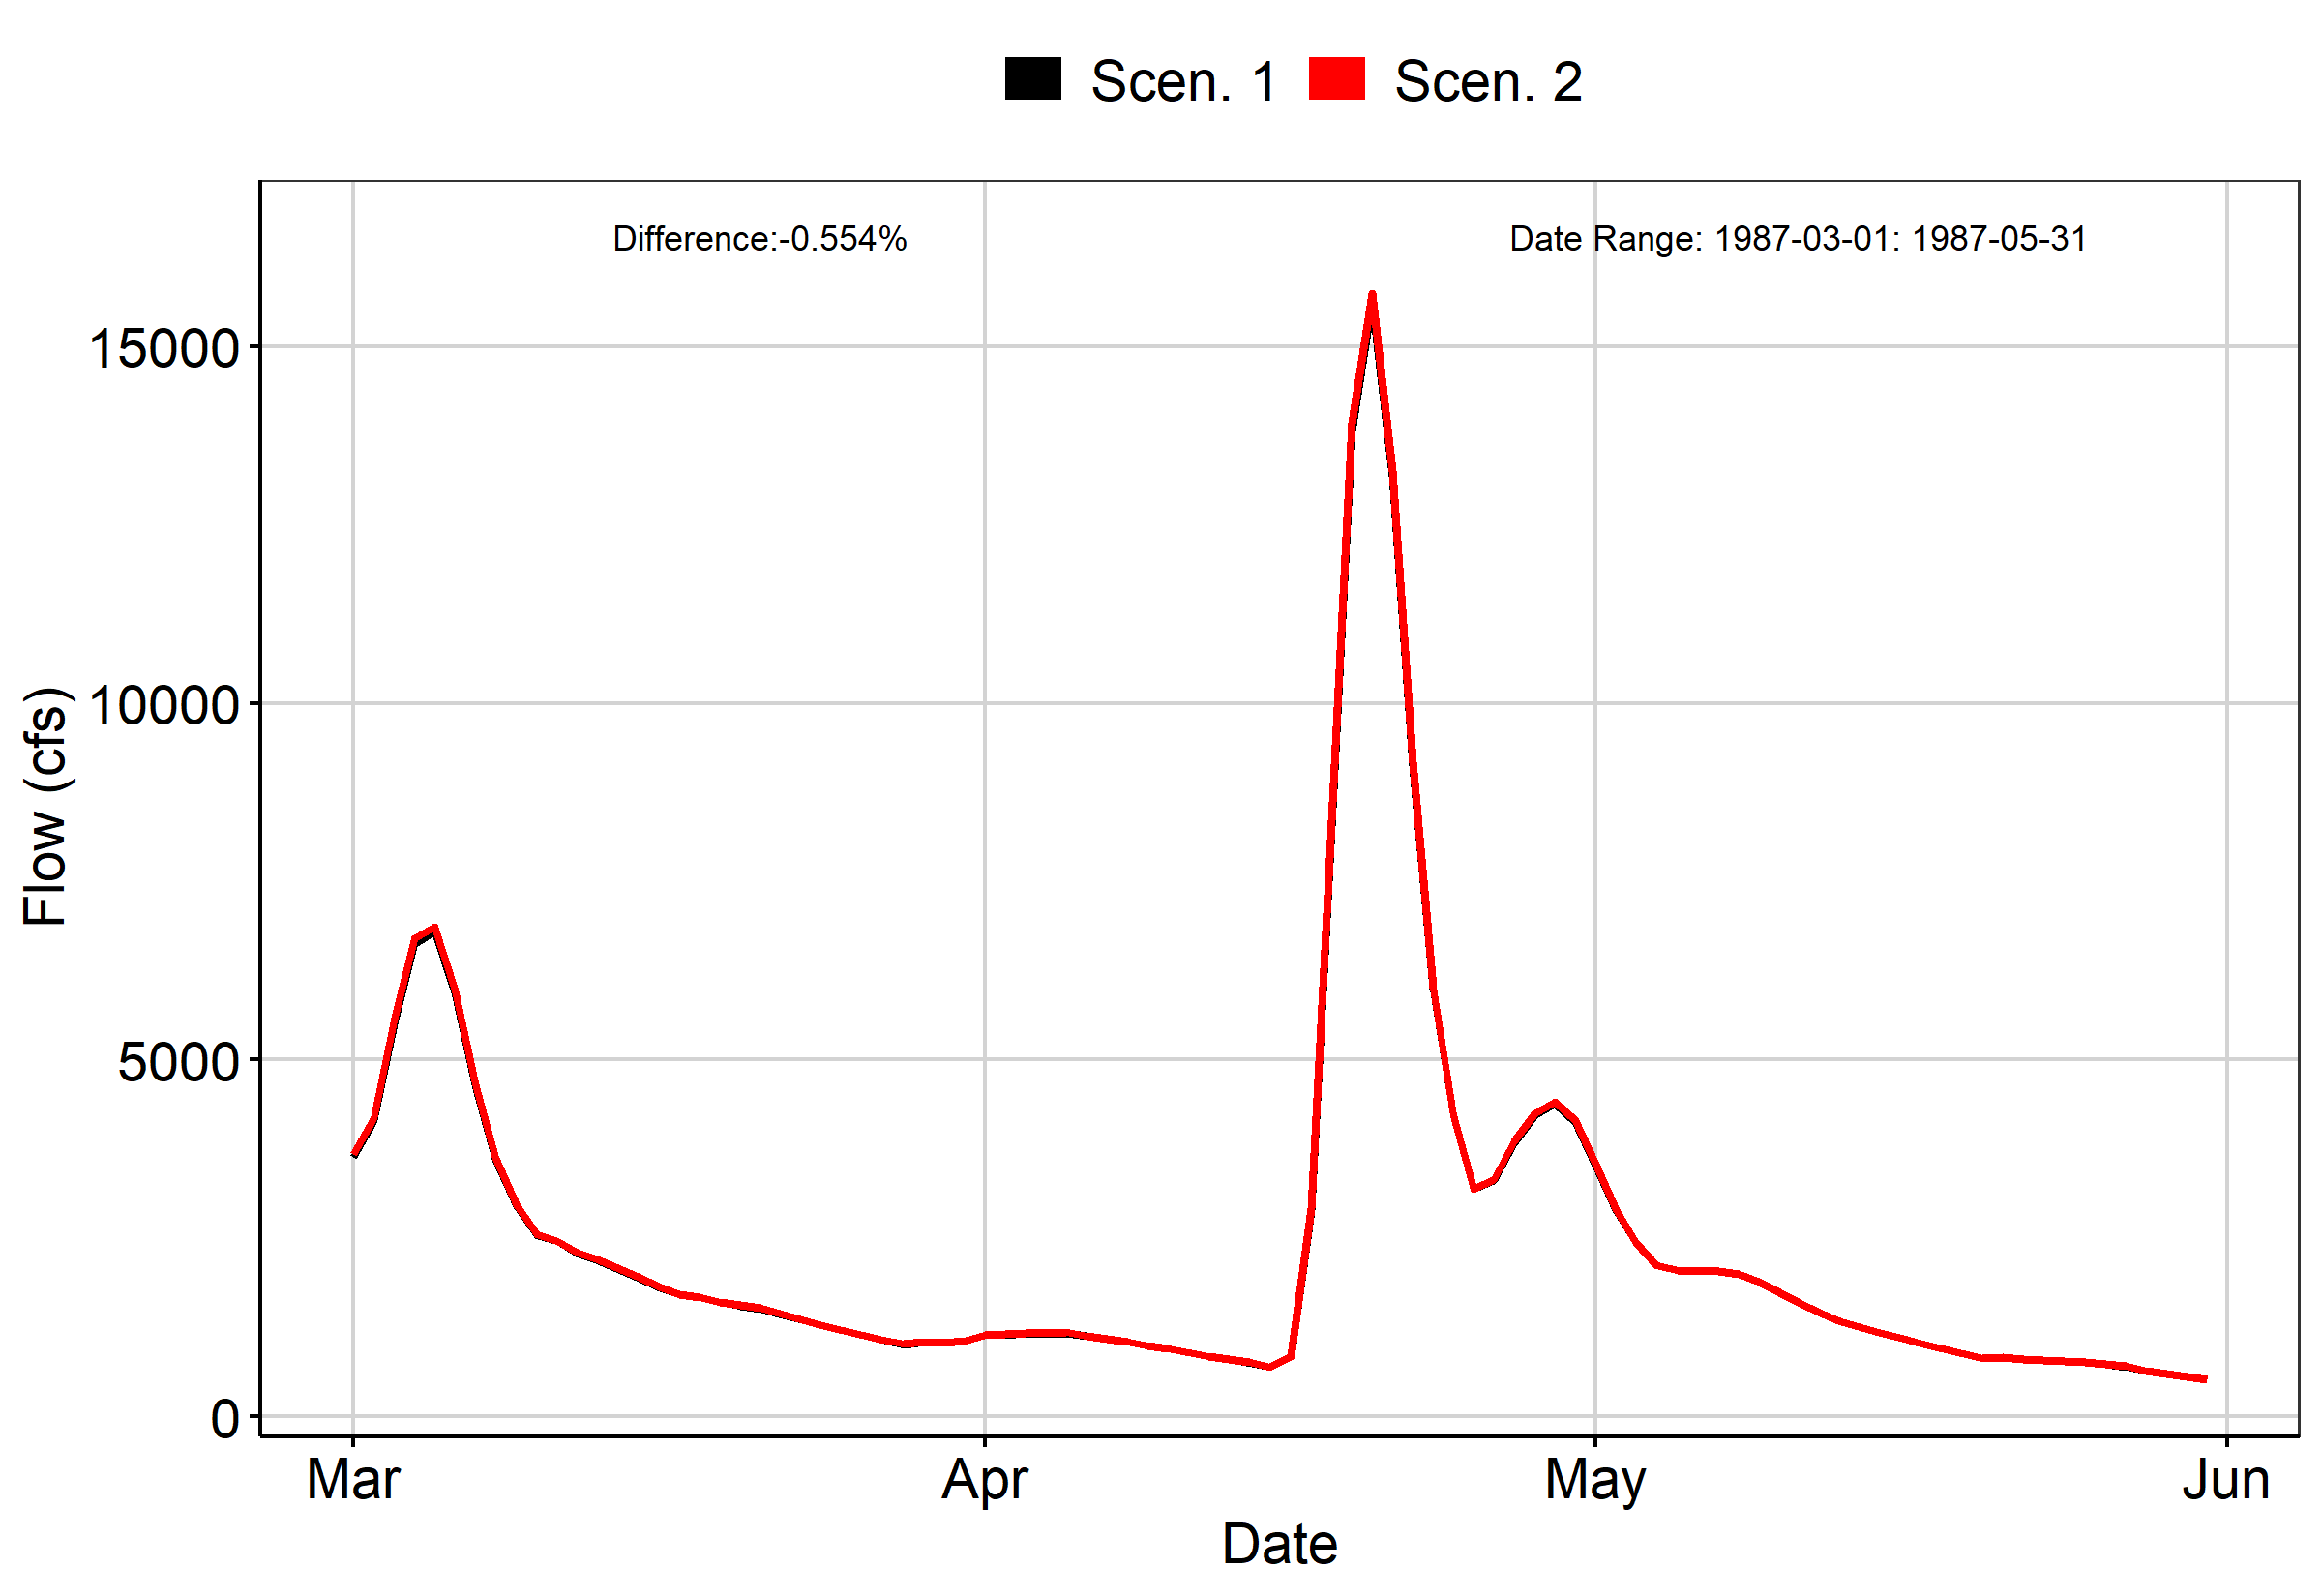 Scen. 1 Scen. 2
Difference:-0.554% Date Range: 1987-03-01: 1987-05-31
15000
10000
5000
0
Flow (cfs)
Mar Apr May Jun
Date